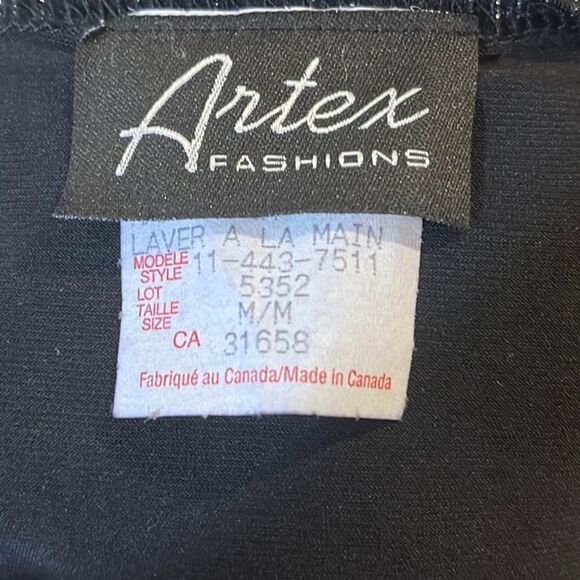 Artex
FASHIONS
LAVER A LA MAIN
MODÈLE
STYLE 11-443-7511
LOT 5352
TAILLE
SIZE M/M
CA 31658
Fabriqué au Canada/Made in Canada